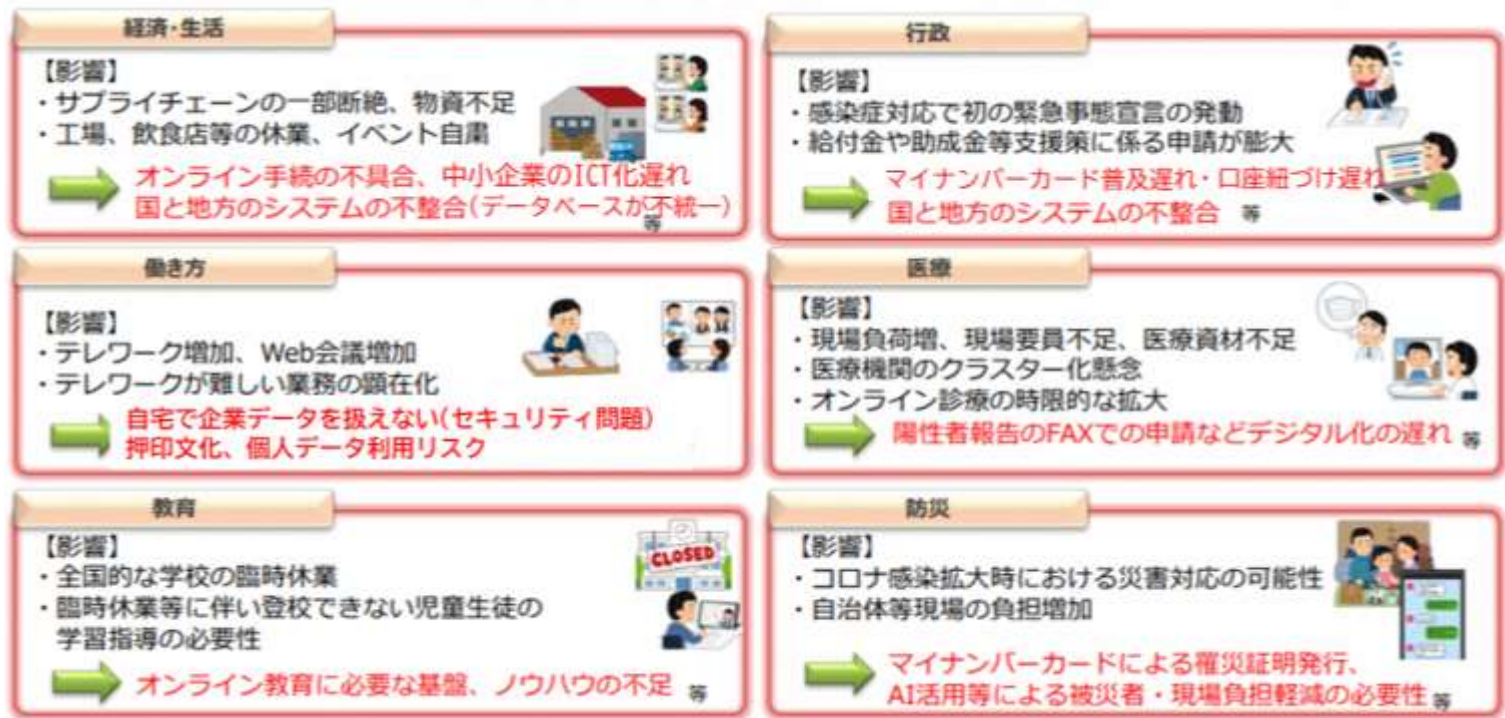 経済・生活
【影響】
・サプライチェーンの一部断絶、物資不足
・工場、飲食店等の休業、イベント自粛
オンライン手続の不具合、中小企業のICT化遅れ
国と地方のシステムの不整合(データベースが不統一)
等
行政
【影響】
・感染症対応で初の緊急事態宣言の発動
・給付金や助成金等支援策に係る申請が膨大
マイナンバーカード普及遅れ・口座紐づけ遅れ
国と地方のシステムの不整合 等
働き方
【影響】
・テレワーク増加、Web会議増加
・テレワークが難しい業務の顕在化
自宅で企業データを扱えない(セキュリティ問題)
押印文化、個人データ利用リスク
医療
【影響】
・現場負荷増、現場要員不足、医療資材不足
・医療機関のクラスター化懸念
・オンライン診療の時限的な拡大
陽性者報告のFAXでの申請などデジタル化の遅れ 等
教育
【影響】
・全国的な学校の臨時休業
・臨時休業等に伴い登校できない児童生徒の
学習指導の必要性
CLOSED
オンライン教育に必要な基盤、ノウハウの不足 等
防災
【影響】
・コロナ感染拡大時における災害対応の可能性
・自治体等現場の負担増加
マイナンバーカードによる罹災証明発行、
AI活用等による被災者・現場負担軽減の必要性 等